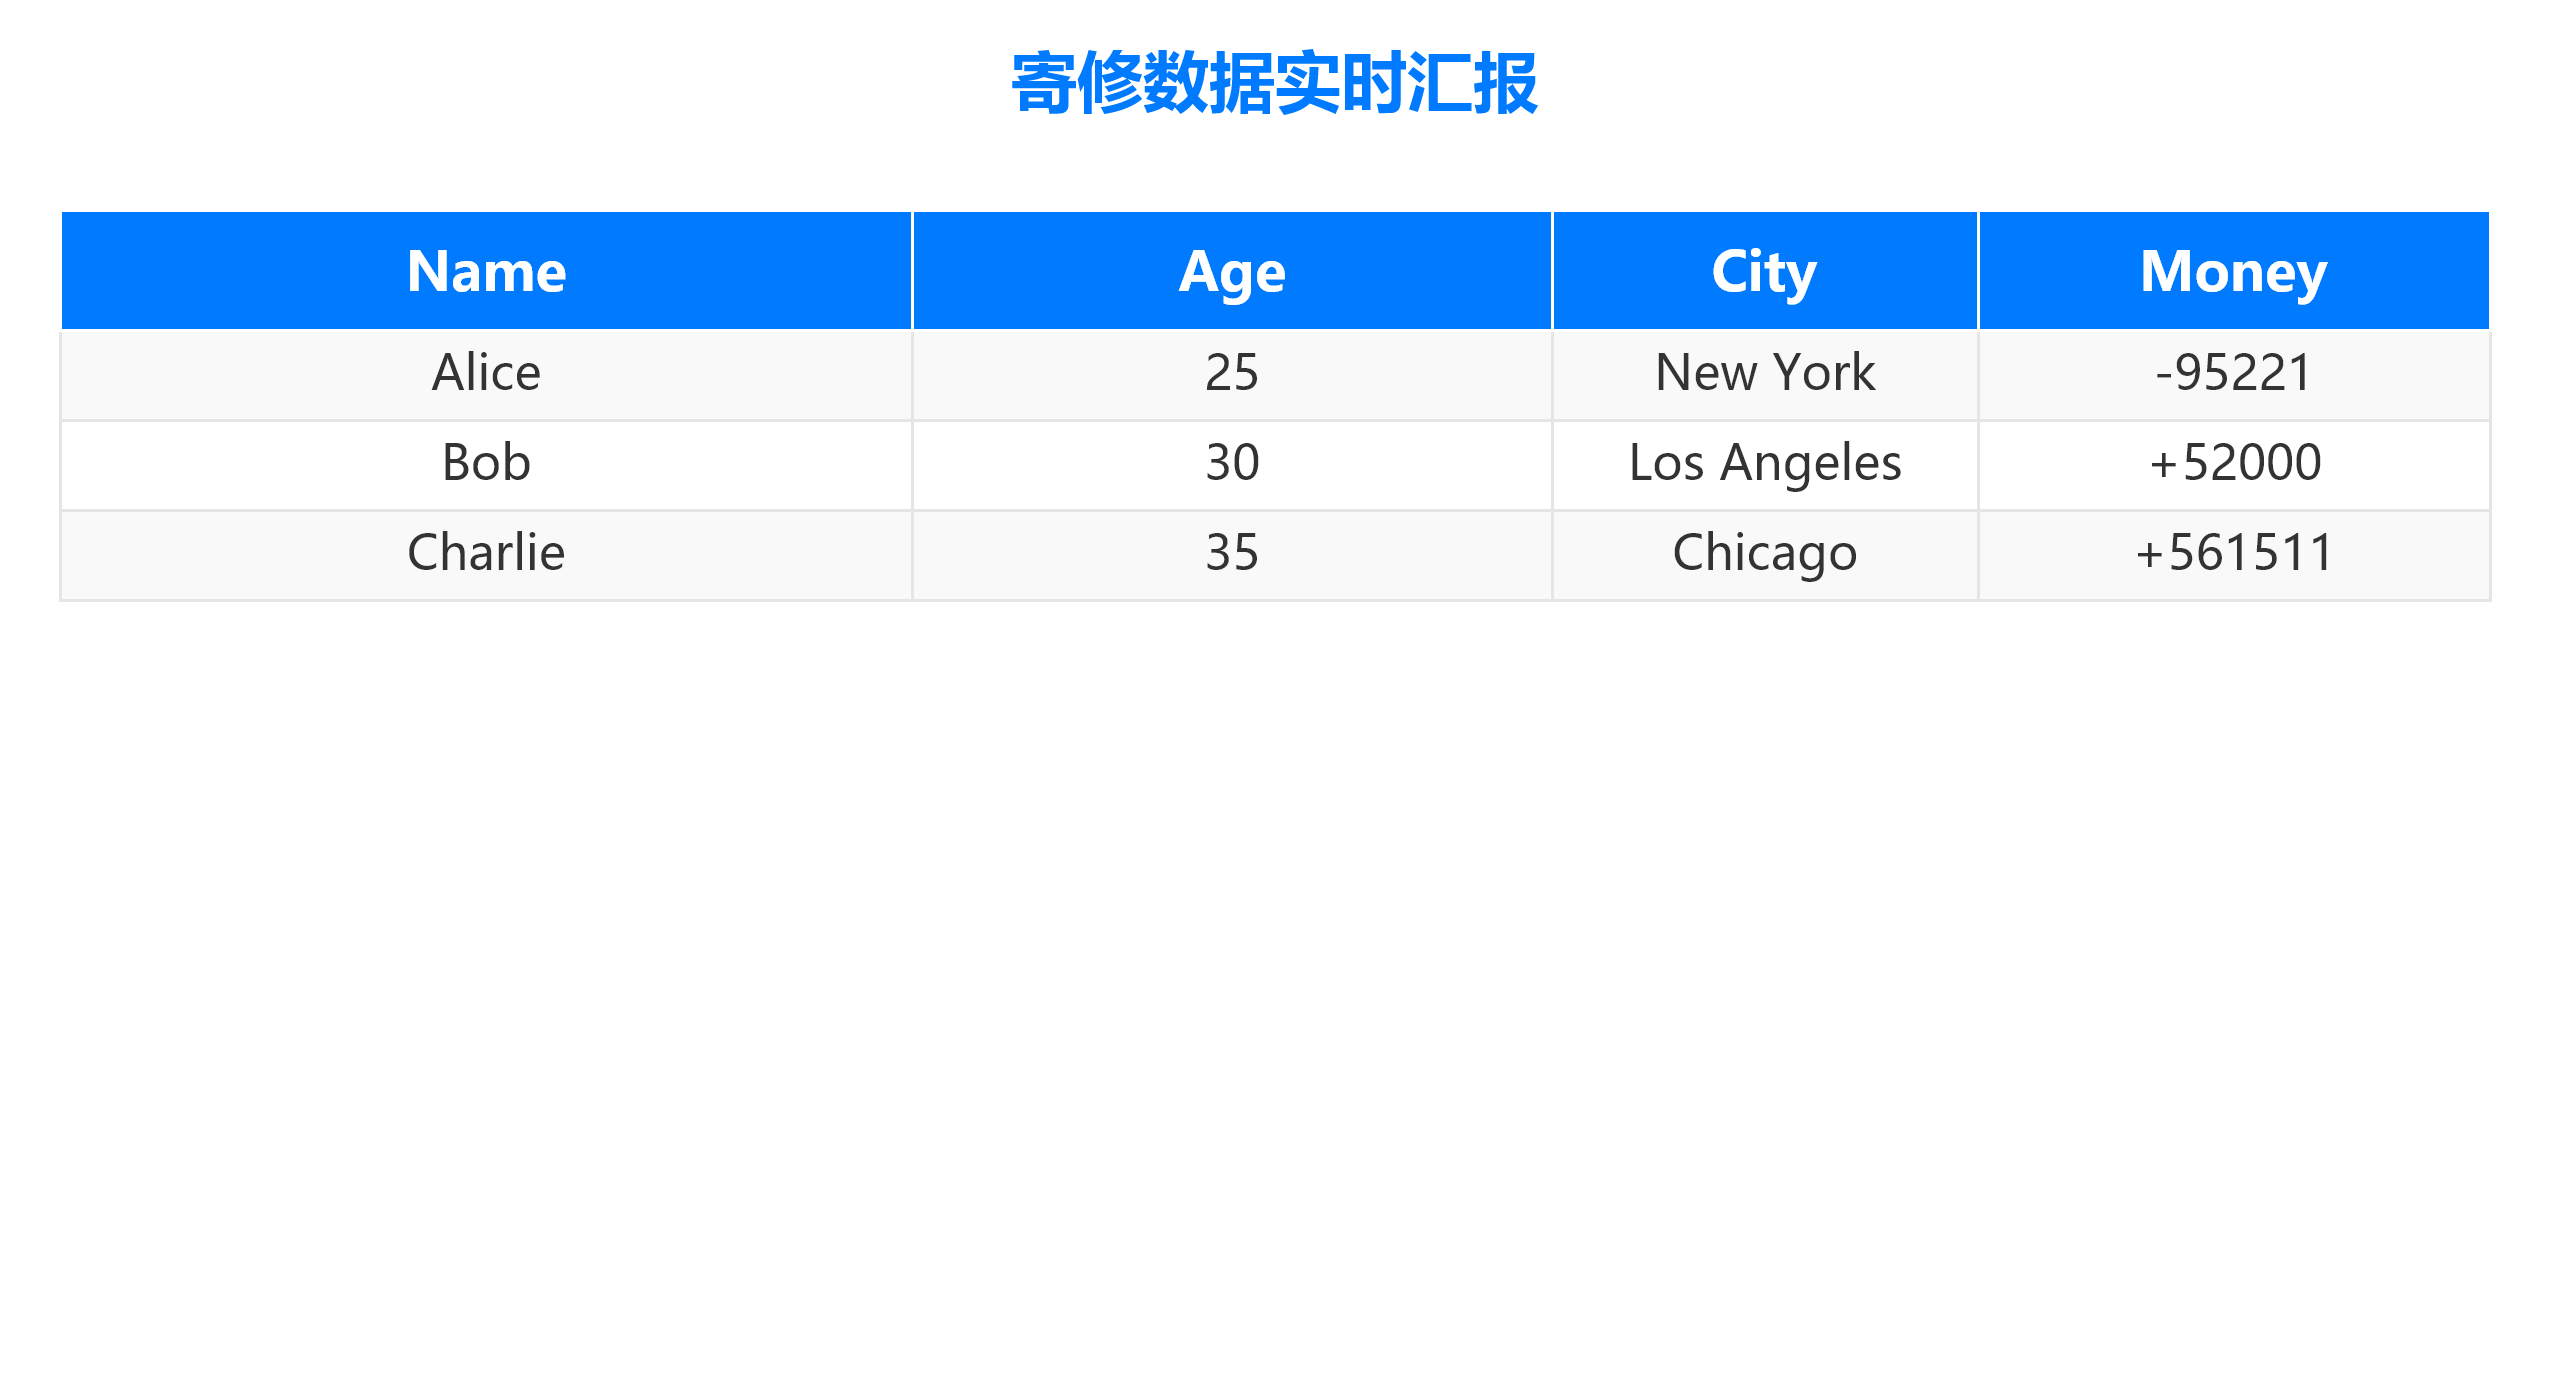 寄修数据实时汇报
Name Age City Money
Alice 25 New York -95221
Bob 30 Los Angeles +52000
Charlie 35 Chicago +561511